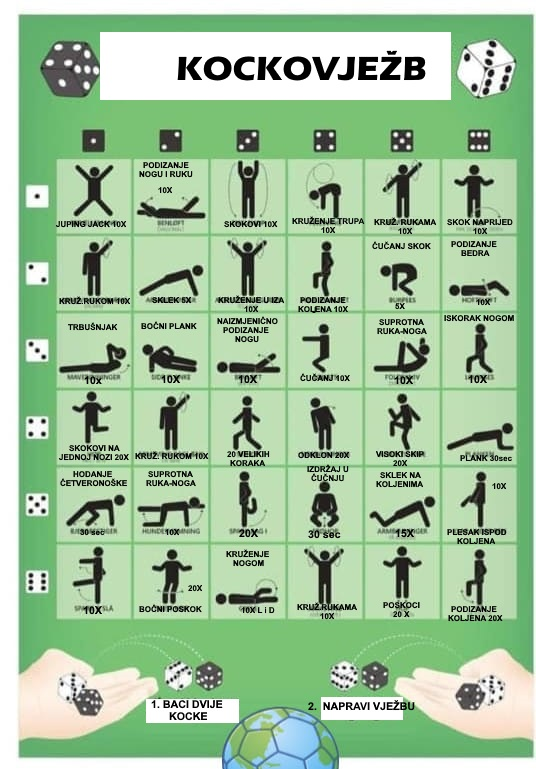 KOCKOVJEŽB
JUPING JACK 10X
PODIZANJE
NOGU I RUKU
10X
SKOKOVI 10X
KRUŽENJE TRUPA
10X
KRUŽ. RUKAMA
10X
SKOK NAPRIJED
10X
KRUŽ.RUKOM 10X
SKLEK 5X
KRUŽENJE U IZA
10X
PODIZANJE
KOLJENA 10X
ČUČANJ SKOK
BURPEES
5X
PODIZANJE
BEDRA
10X
TRBUŠNJAK
10X
BOČNI PLANK
10X
NAIZMJENIČNO
PODIZANJE
NOGU
10X
ČUČANJ 10X
SUPROTNA
RUKA-NOGA
10X
ISKORAK NOGOM
10X
SKOKOVI NA
JEDNOJ NOZI 20X
KRUŽ. RUKOM 10X
20 VELIKIH
KORAKA
ODKLON 20X
VISOKI SKIP
20X
PLANK 30sec
HODANJE
ČETVERONOŠKE
30 sec
SUPROTNA
RUKA-NOGA
10X
20X
IZDRŽAJ U
ČUČNJU
30 sec
SKLEK NA
KOLJENIMA
15X
10X
PLESAK ISPOD
KOLJENA
10X
20X
BOČNI POSKOK
KRUŽENJE
NOGOM
10X L i D
KRUŽ.RUKAMA
10X
POSKOCI
20 X
PODIZANJE
KOLJENA 20X
1. BACI DVIJE
KOCKE
2. NAPRAVI VJEŽBU